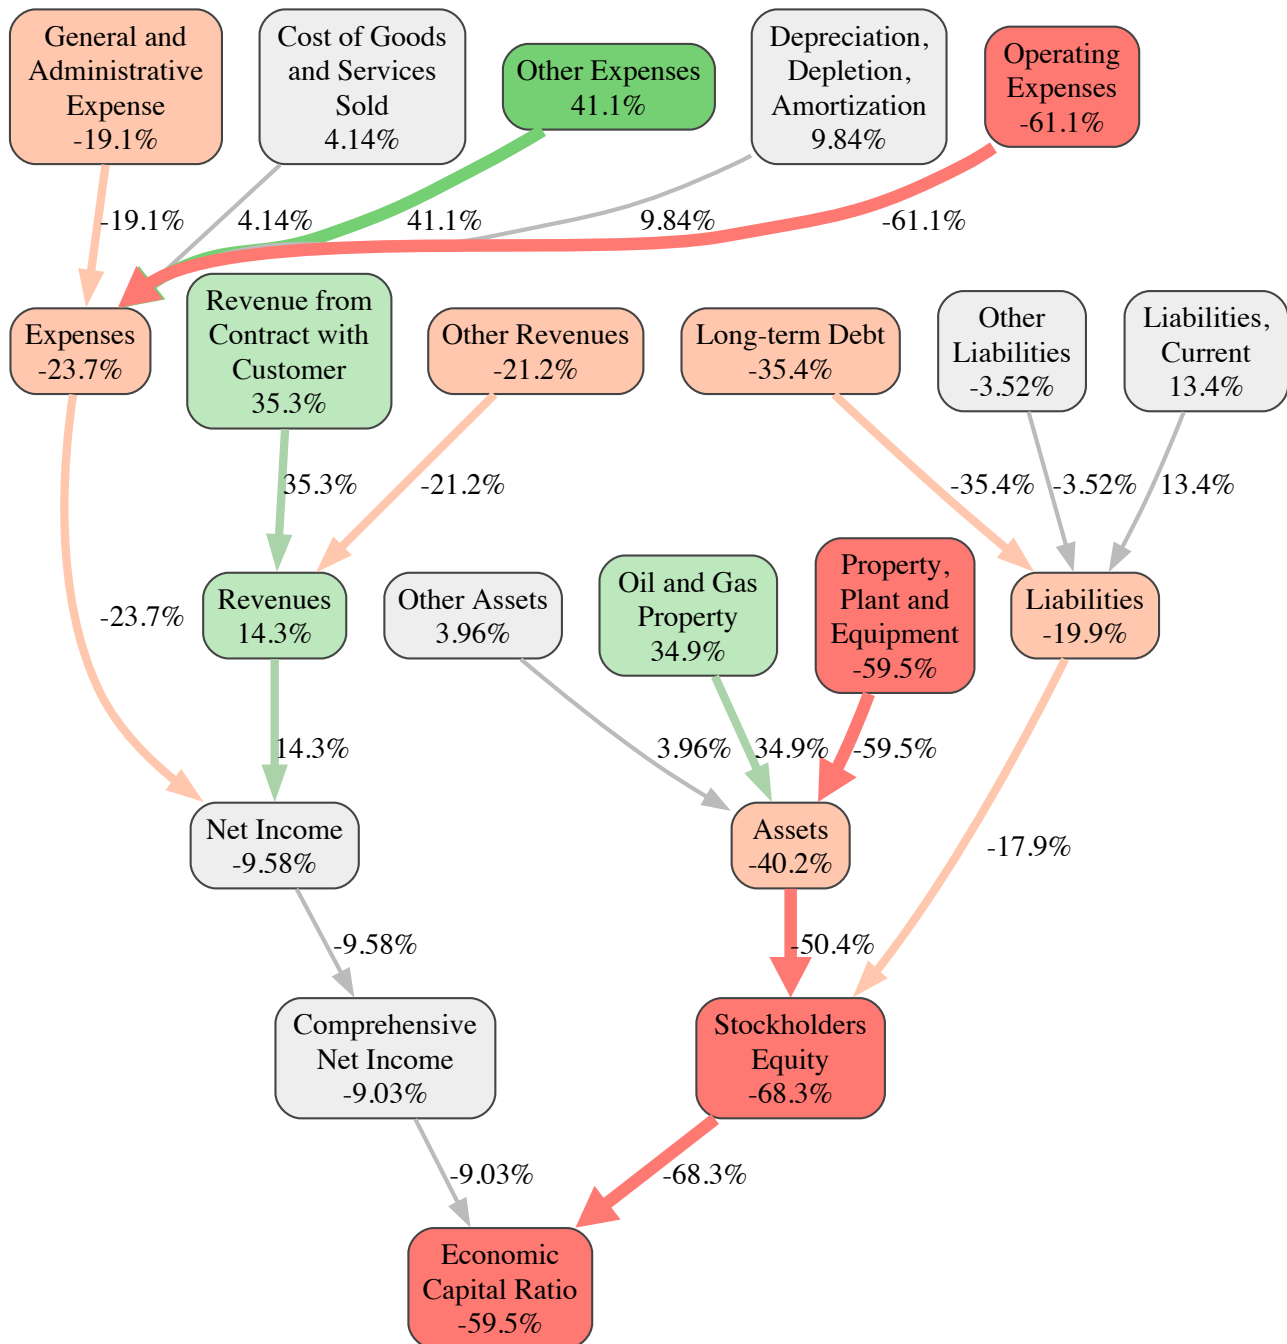 General and
Administrative
Expense
-19.1%
Cost of Goods
and Services
Sold
4.14%
Other Expenses
41.1%
Depreciation,
Depletion,
Amortization
9.84%
Operating
Expenses
-61.1%
-19.1%
4.14%
41.1%
9.84%
-61.1%
Expenses
-23.7%
Revenue from
Contract with
Customer
35.3%
Other Revenues
-21.2%
Long-term Debt
-35.4%
Other
Liabilities
-3.52%
Liabilities,
Current
13.4%
35.3%
-21.2%
-35.4%
-3.52%
13.4%
-23.7%
Revenues
14.3%
Other Assets
3.96%
Oil and Gas
Property
34.9%
Property,
Plant and
Equipment
-59.5%
Liabilities
-19.9%
14.3%
3.96%
34.9%
-59.5%
Net Income
-9.58%
Assets
-40.2%
-17.9%
-9.58%
-50.4%
Comprehensive
Net Income
-9.03%
Stockholders
Equity
-68.3%
-9.03%
-68.3%
Economic
Capital Ratio
-59.5%